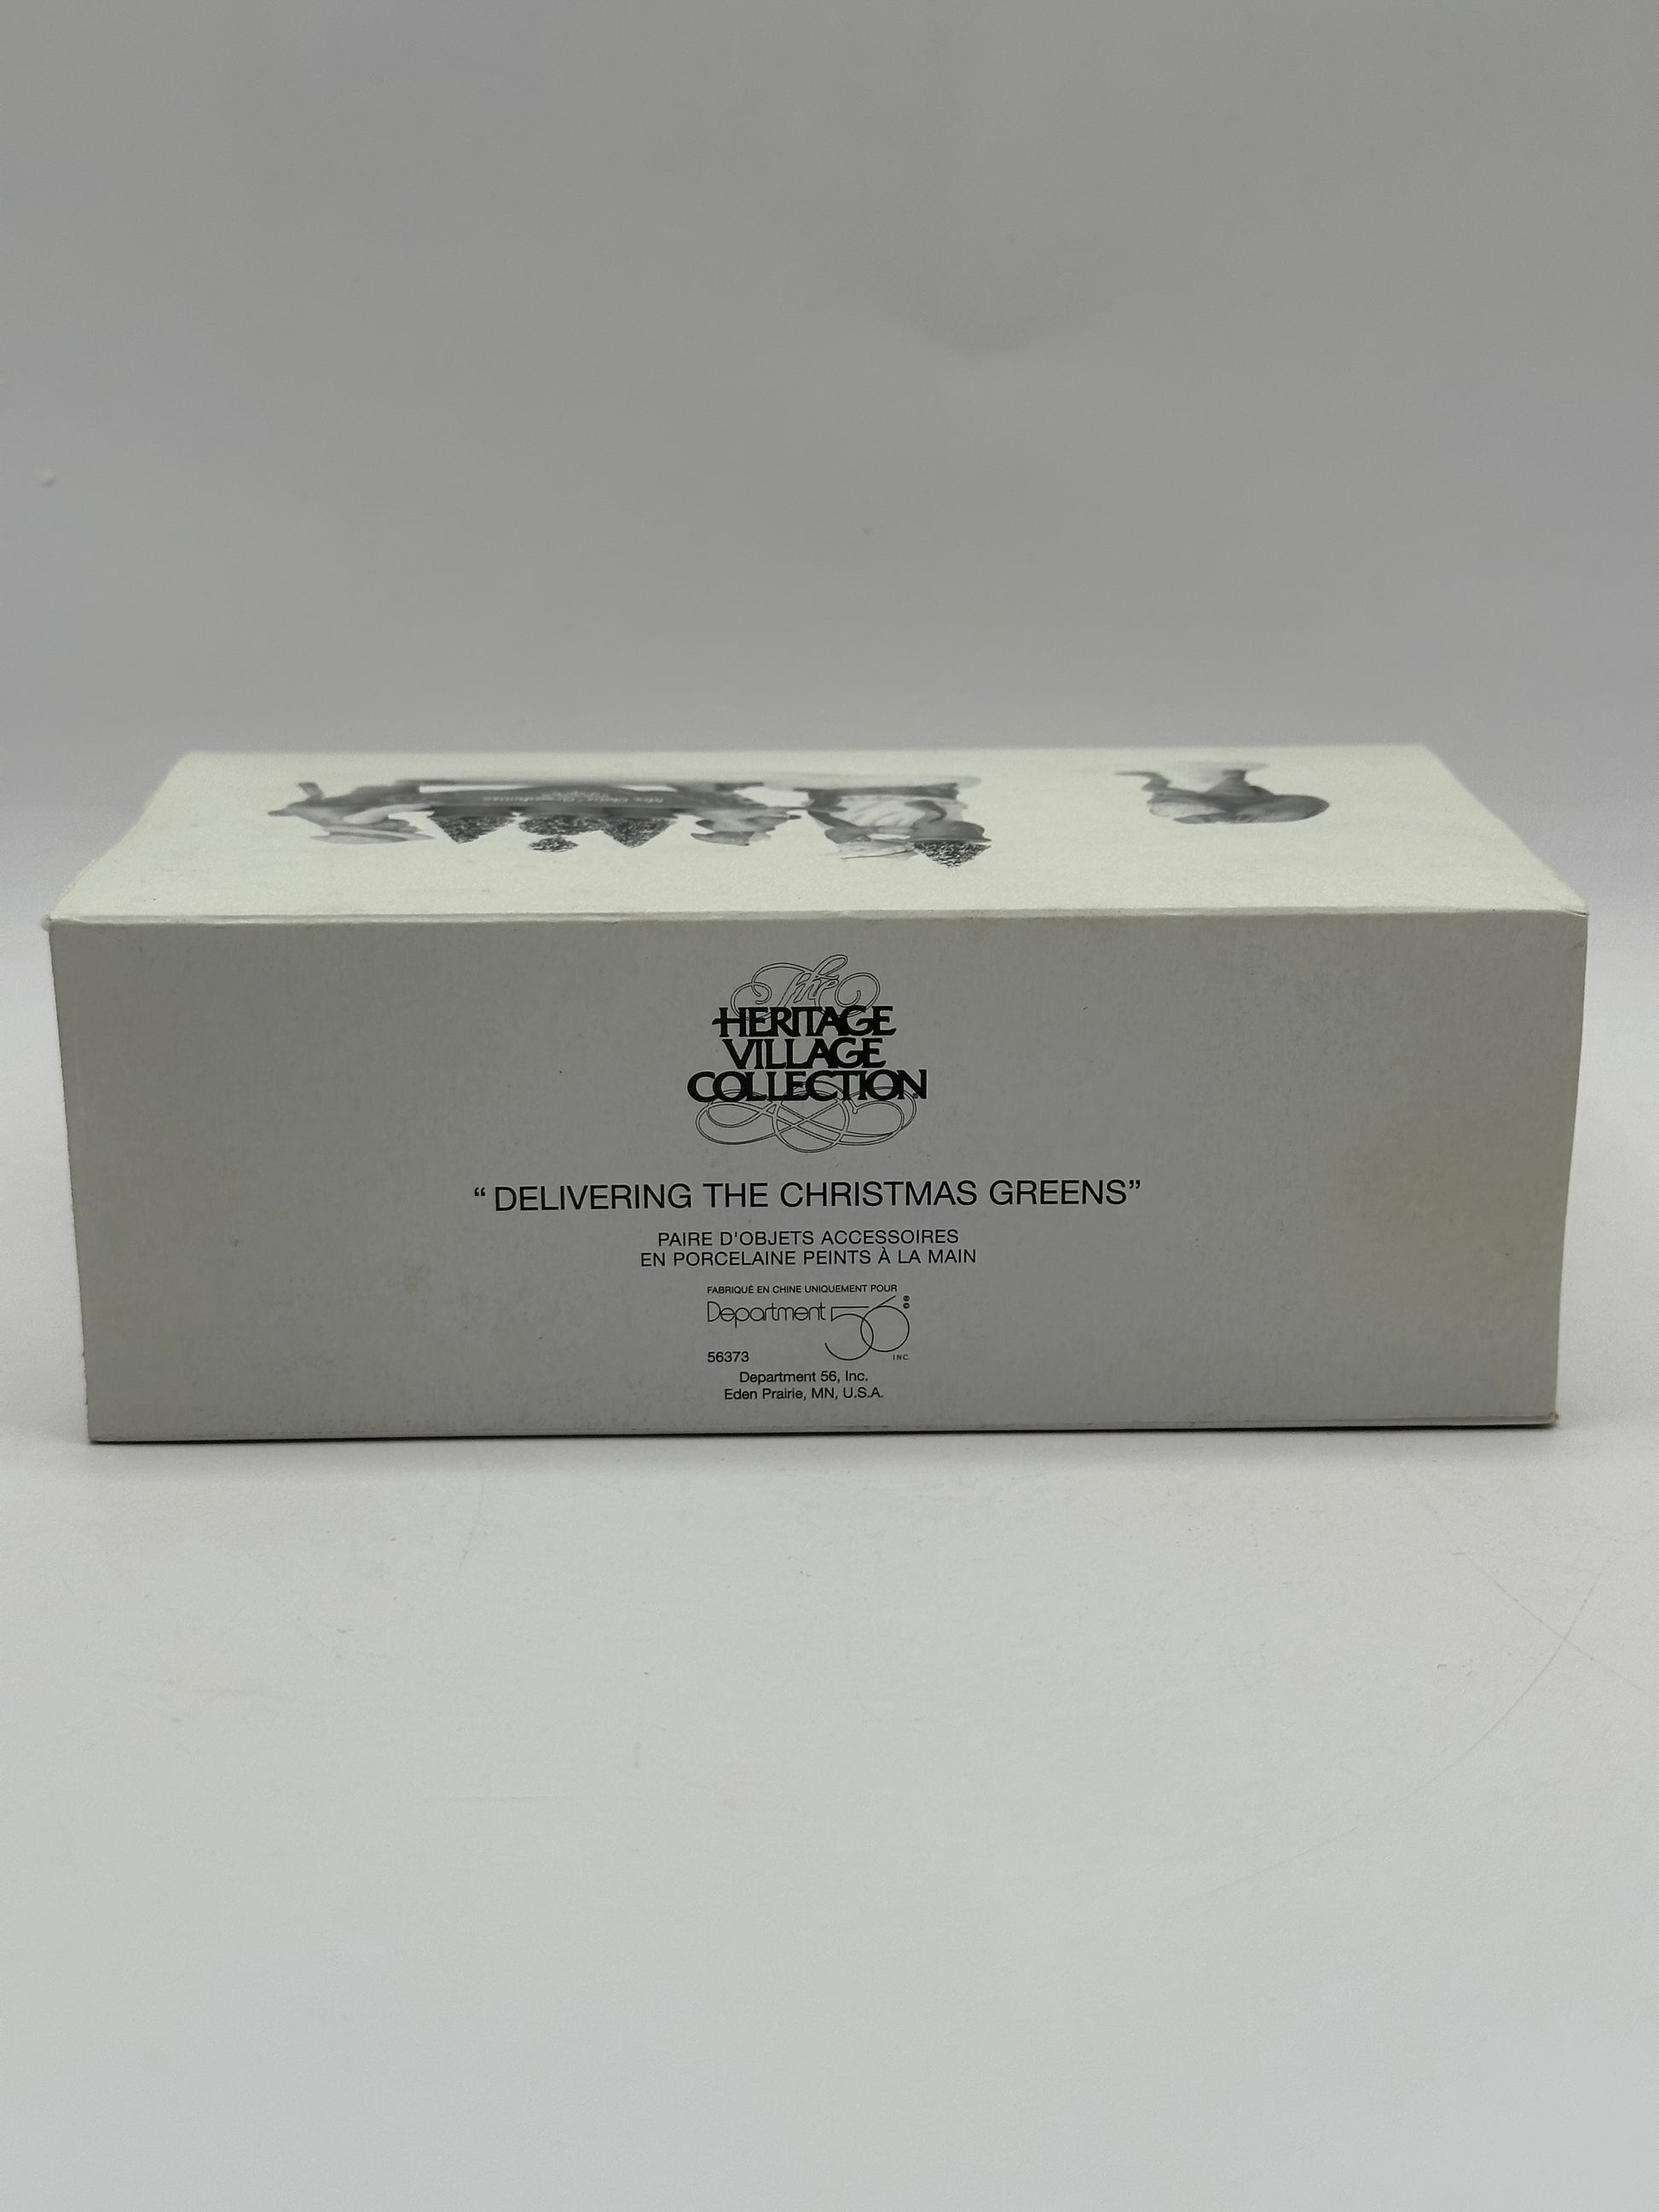 The
HERITAGE
VILLAGE
COLLECTION
“DELIVERING THE CHRISTMAS GREENS”
PAIRE D'OBJETS ACCESSOIRES
EN PORCELAINE PEINTS À LA MAIN
FABRIQUÉ EN CHINE UNIQUEMENT POUR
Department 56
56373
INC.
Department 56, Inc.
Eden Prairie, MN, U.S.A.